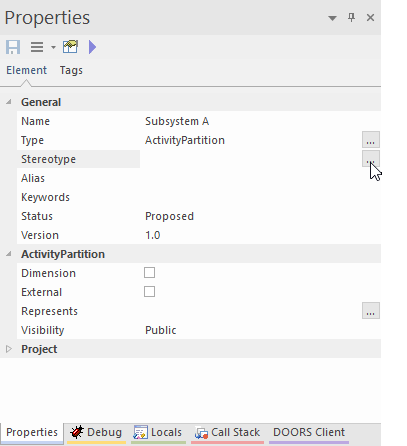 Properties
Element Tags
General
Name Subsystem A
Type ActivityPartition ...
Stereotype ...
Alias
Keywords
Status Proposed
Version 1.0
ActivityPartition
Dimension
External
Represents ...
Visibility Public
Project
Properties Debug Locals Call Stack DOORS Client